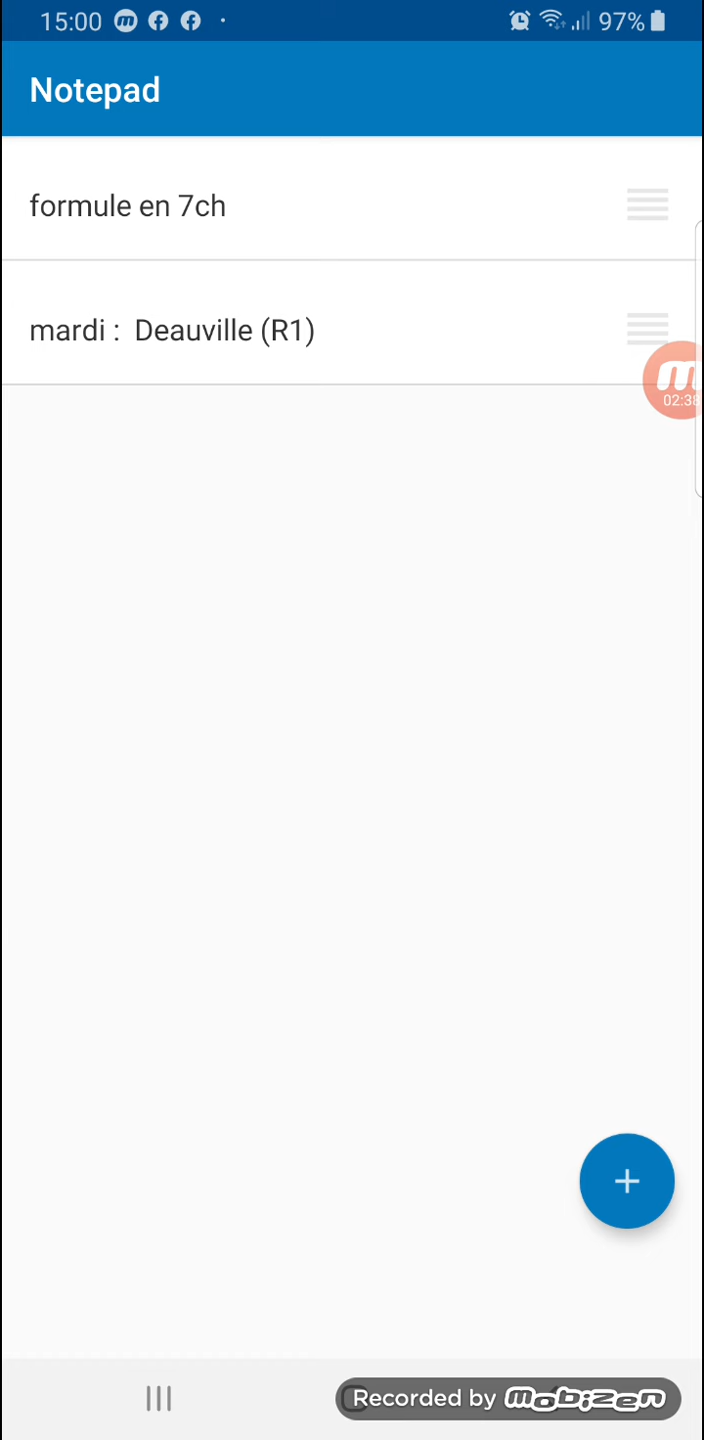 15:00 97%
Notepad
formule en 7ch
mardi : Deauville (R1)
02:38
Recorded by mobizen